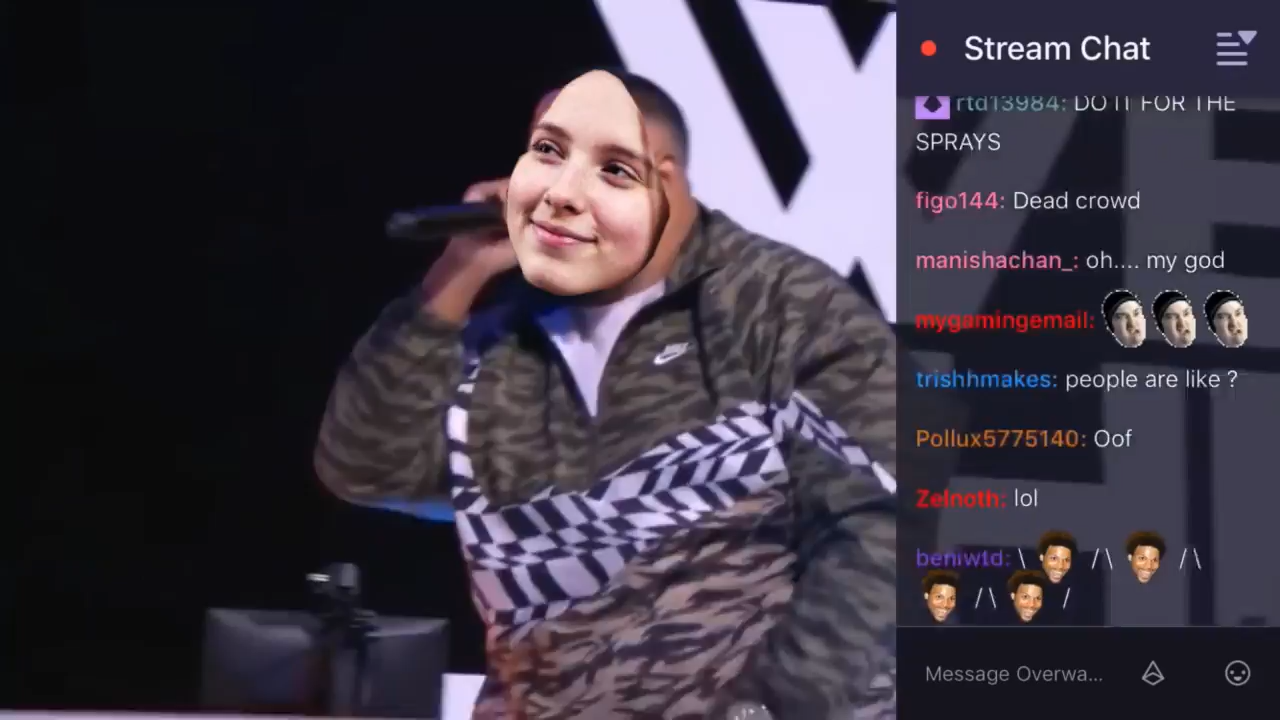 Stream Chat
rtd13984: DO IT FOR THE
SPRAYS
figo144: Dead crowd
manishachan_: oh.... my god
mygamingemail:
trishhmakes: people are like ?
Pollux5775140: Oof
Zelnoth: lol
beniwtd: \ /\ /\
/\ /
Message Overwa...